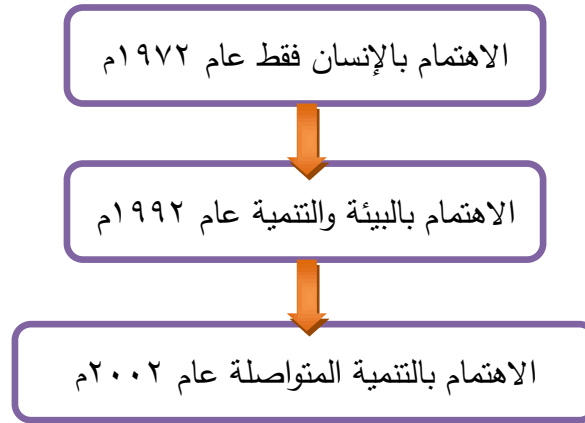 الاهتمام بالإنسان فقط عام ١٩٧٢م
الاهتمام بالبيئة والتنمية عام ١٩٩٢م
الاهتمام بالتنمية المتواصلة عام ٢٠٠٢م